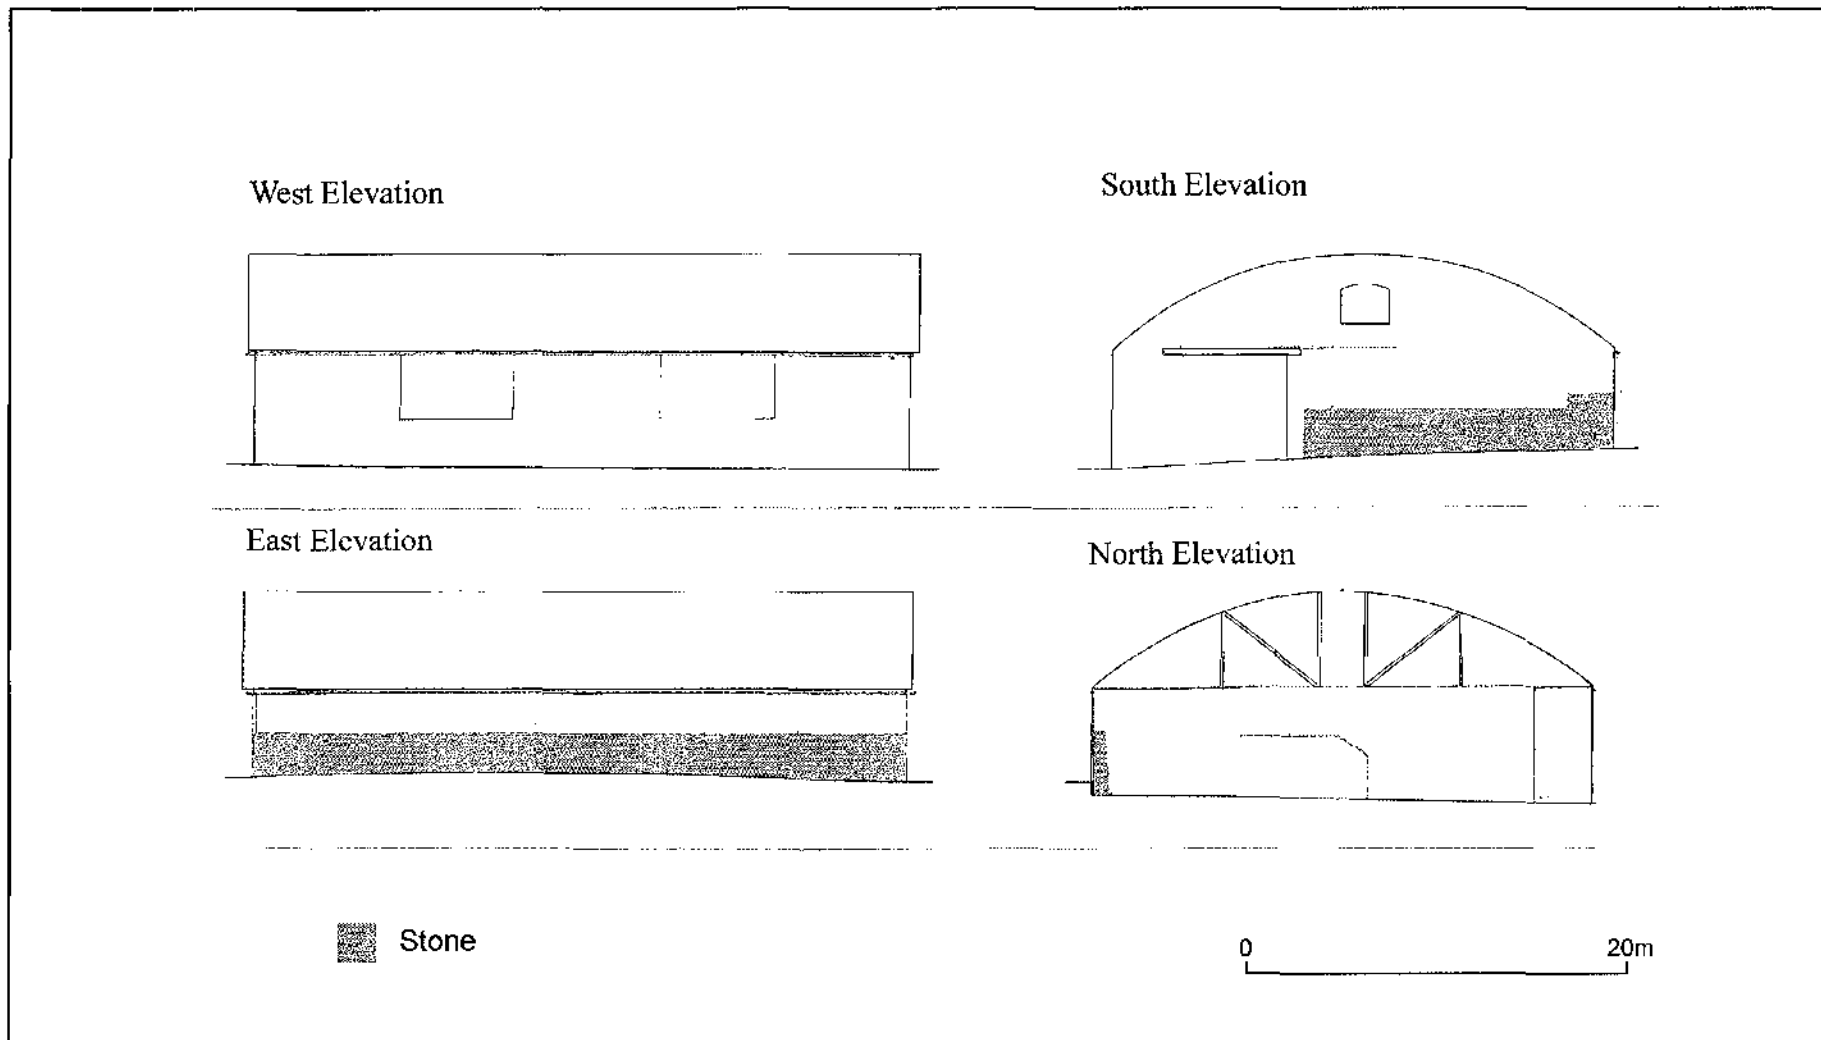 West Elevation
South Elevation
East Elevation
North Elevation
Stone
0 20m